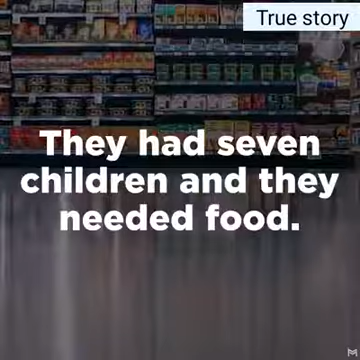 True story
They had seven
children and they
needed food.